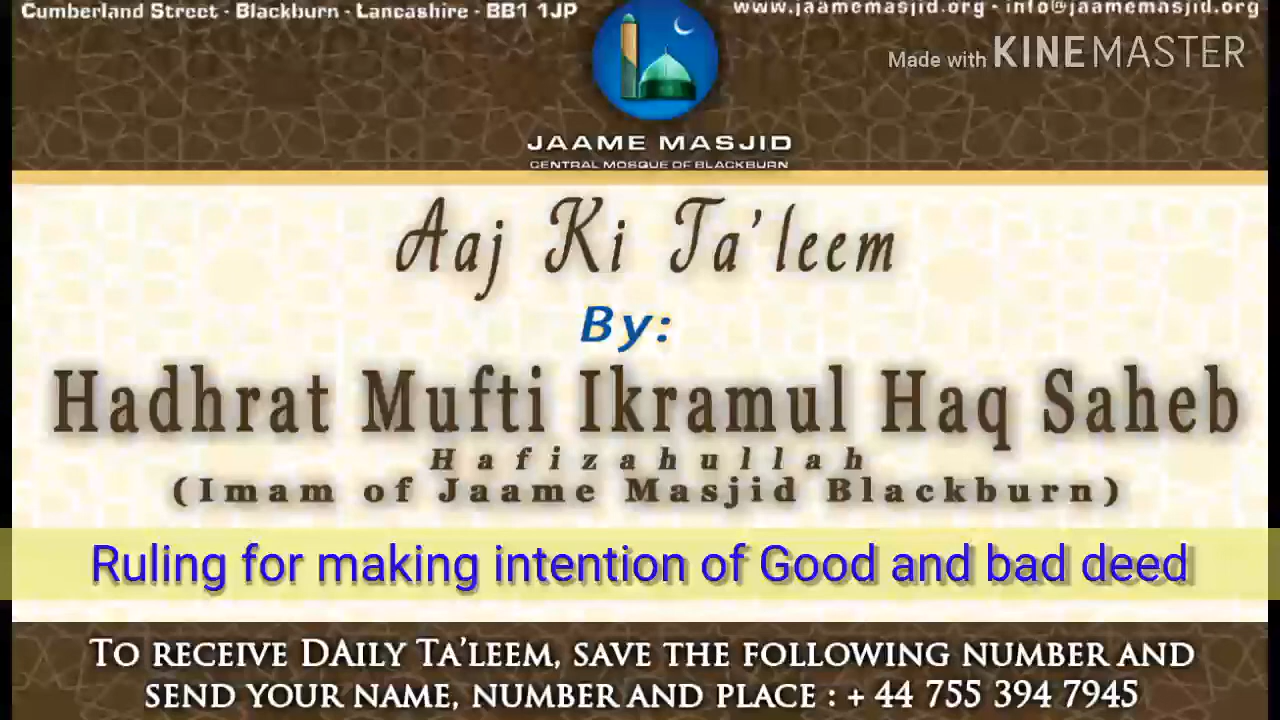 Cumberland Street - Blackburn - Lancashire - BB1 1JP
www.jaamemasjid.org - info@jaamemasjid.org
Made with KINEMASTER
JAAME MASJID
CENTRAL MOSQUE OF BLACKBURN
Aaj Ki Ta'leem
By:
Hadhrat Mufti Ikramul Haq Saheb
Hafizahullah
(Imam of Jaame Masjid Blackburn)
Ruling for making intention of Good and bad deed
TO RECEIVE DAILY TA'LEEM, SAVE THE FOLLOWING NUMBER AND
SEND YOUR NAME, NUMBER AND PLACE : + 44 755 394 7945